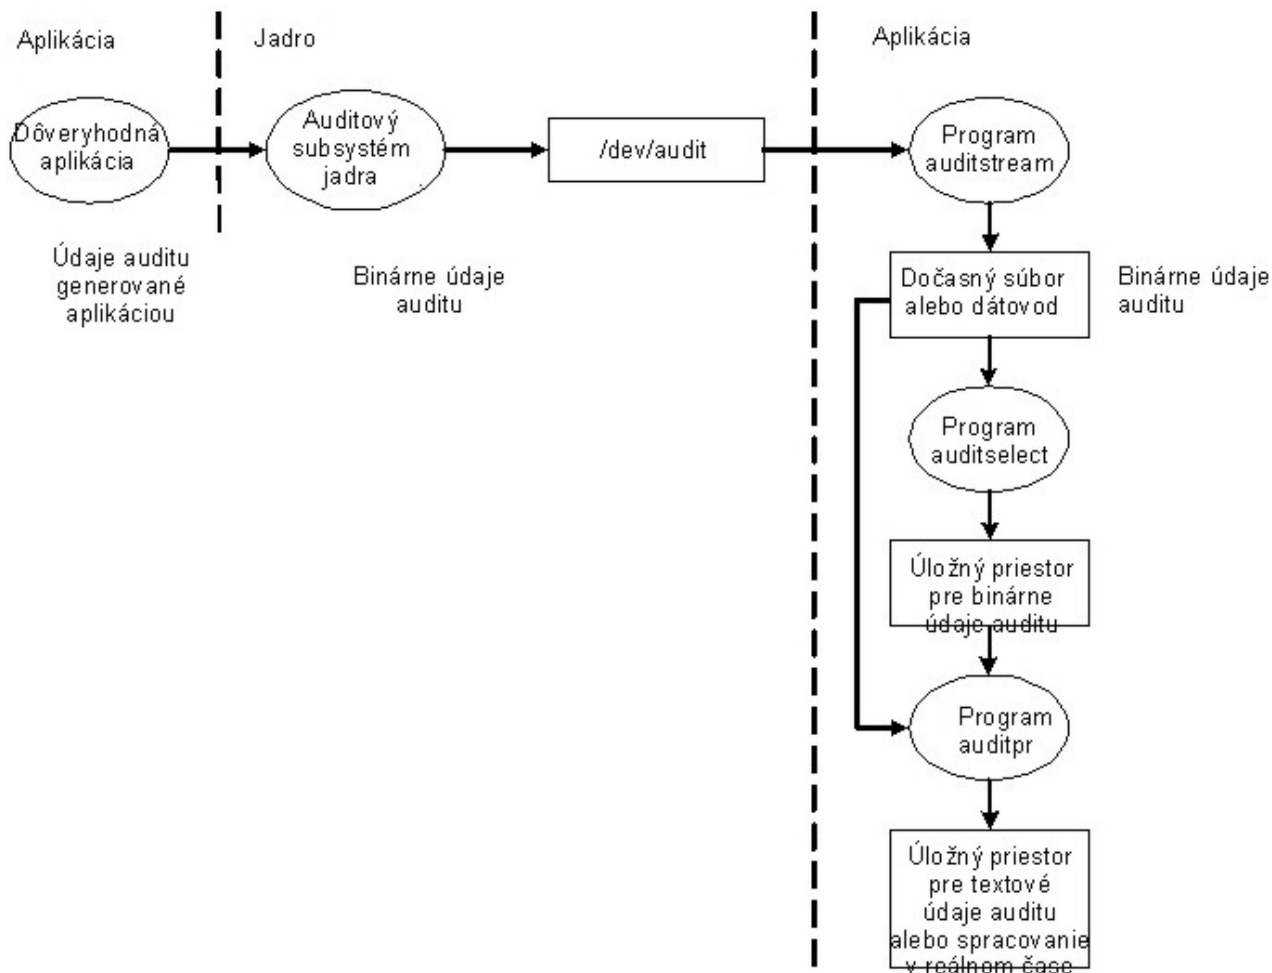 Aplikácia
Jadro
Aplikácia
Dôveryhodná
aplikácia
Auditový
subsystém
jadra
/dev/audit
Program
auditstream
Údaje auditu
generované
aplikáciou
Binárne údaje
auditu
Dočasný súbor
alebo dátovod
Binárne údaje
auditu
Program
auditselect
Úložný priestor
pre binárne
údaje auditu
Program
auditpr
Úložný priestor
pre textové
údaje auditu
alebo spracovanie
v reálnom čase